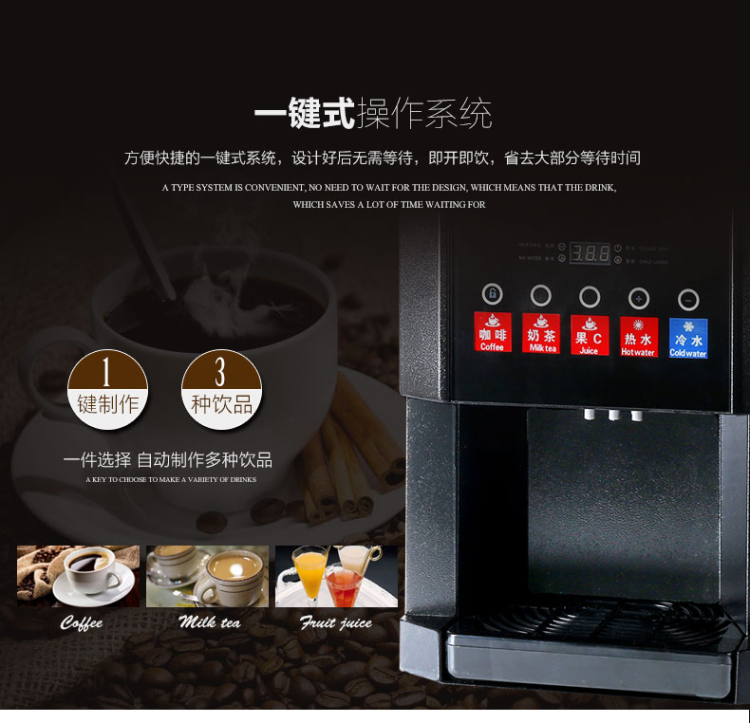 一键式操作系统
方便快捷的一键式系统，设计好后无需等待，即开即饮，省去大部分等待时间
A TYPE SYSTEM IS CONVENIENT, NO NEED TO WAIT FOR THE DESIGN, WHICH MEANS THAT THE DRINK,
WHICH SAVES A LOT OF TIME WAITING FOR
3.8.8
咖啡 奶茶 果C 热水 冷水
Coffee Milk tea Juice Hot water Cold water
1 3
键制作 种饮品
一件选择 自动制作多种饮品
A KEY TO CHOOSE TO MAKE A VARIETY OF DRINKS
Coffee Milk tea Fruit juice